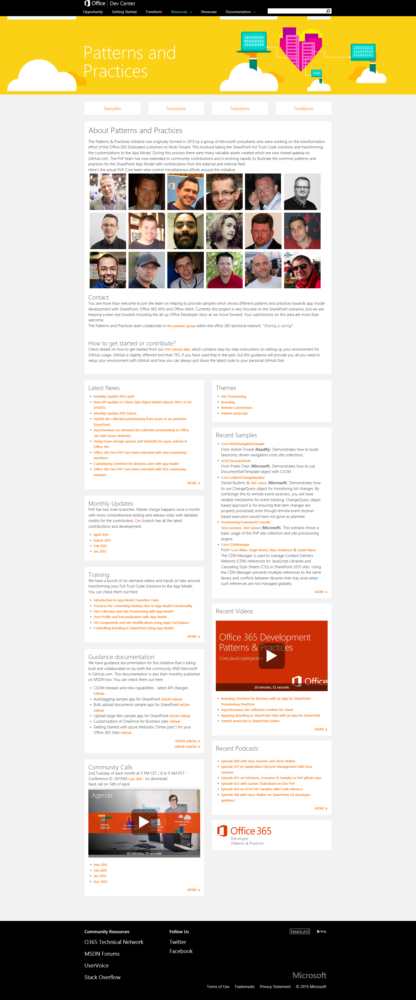 Office | Dev Center
Opportunity Getting Started Transform Resources Showcase Documentation
101010101
001010101
101010100
100101011
111010010
010001101
1010
Patterns and
Practices
Samples Scenarios Solutions Guidance
About Patterns and Practices
The Patterns & Practicies initiative was originally formed in 2013 by a group of Microsoft consultants who were working on the transformation
effort of the Office 365 Dedicated customers to Multi-Tenant. This involved taking the SharePoint full Trust Code Solutions and transforming
the customizations to the App Model. During this process there were many valuable assets created which are now shared publicly on
GitHub.com. The PnP team has now extended to community contributions and is evolving rapidly to illustrate the common patterns and
practices for the SharePoint App Model with contributions from the external and internal field.
Here's the actual PnP Core team who control miscellaneous efforts around this initiative.
Contact
You are more than welcome to join the team on helping to provide samples which shows different patterns and practices towards app model
development with SharePoint, Office 365 APIs and Office client. Currently this project is very focused on the SharePoint scenarios, but we are
keeping a keen eye towards including the all-up Office Developer story as we move forward. Your submissions on this area are more than
welcome.
The Patterns and Practices team collaborate in the yammer group within the office 365 technical network. "Sharing is caring!"
How to get started or contribute?
Check details on how to get started from our PnP GitHub Wiki, which contains step-by-step instructions on setting up your environment for
GitHub usage. GitHub is slightly different tool than TFS, if you have used that in the past, but this guidance will provide you all you need to
setup your environment with GitHub and how you can always pull down the latest code to your personal GitHub fork.
Latest News
• Monthly Update 2015 April
• New API updates in Client Side Object Model (March 2015 CU for
SP2013)
• Monthly Update 2015 March
• Hybrid site collection provisioning from Azure to on-premises
SharePoint
• Asynchronous on-demand site collection provisioning to Office
365 with Azure WebJobs
• Using Azure storage queues and WebJobs for async actions in
Office 365
• Office 365 Dev PnP Core team extended with new community
members
• Customizing OneDrive for Business sites with app model
• Office 365 Dev PnP Core team extended with first community
member
MORE
Monthly Updates
PnP has two main branches. Master merge happens once a month
with more comprehensive testing and release notes with detailed
credits for the contirbutors. Dev branch has all the latest
contributions and development.
• April 2015
• March 2015
• Feb 2015
• Jan 2015
Training
We have a bunch of on-demand videos and hands on labs around
transforming your Full Trust Code Solutions to the App Model.
You can check them out here:
• Introduction to App Model Transition Tasks
• Practices for Converting Existing Sites to App Model Functionality
• Site Collection and Site Provisioning with App Model
• User Profile and Personalization with App Model
• UX Components and Site Modifications Using Apps Techniques
• Controlling Branding in SharePoint Using App Model
MORE
Guidance documentation
We have guidance documentation for this initiative that is being
built and collaborated on by both the community AND Microsoft
in GitHub.com. This documentation is also then monthly published
on MSDN too. You can check them out here:
• CSOM releases and new capabilities - latest API changes
GitHub
• Autotagging sample app for SharePoint MSDN Github
• Bulk upload documents sample app for SharePoint MSDN
Github
• Upload large files sample app for SharePoint MSDN Github
• Customization of OneDrive for Business sites GitHub
• Getting Started with azure WebJobs ("timer jobs") for your
Office 365 Sites GitHub
MSDN articles
GitHub articles
Community Calls
2nd Tuesday of each month at 5 PM CET / 8 or 9 AM PST -
Conference ID: 2611083 Lync link - ics download
Next call on 14th of April.
Agenda
Monthly
highlights
Contributions
and other topics
JUN 1
Roadmap and
next steps
Demos, demos,
demos
42 minutes, 53 seconds
• Mar 2015
• Feb 2015
• Jan 2015
• Dec 2015
MORE
Themes
• Site Provisioning
• Branding
• Remote Connections
• Embed JavaScript
Recent Samples
• Core.MMSNavigationSample
From Ashish Trivedi (Readify). Demonstrates how to build
taxonomy driven navigation cross site collections.
• ECM.DocumentSets
From Frank Chen (Microsoft). Demonstrates how to use
DocumentSetTemplate object with CSOM.
• Core.ListItemChangeMonitor
Daniel Budimir & Phil Cohen (Microsoft). Demonstrates how
to use ChangeQuery object for monitoring list changes. By
combinign this to remote event receivers, you will have
reliable mechanims for event tracking. ChangeQuery object
based approach is for ensuring that item changes are
properly processed, even though remote event receiver
based execution would have not gone as planned.
• Provisioning.Framework.Console
Vesa Juvonen, Bert Jansen (Microsoft). This scenario shows a
basic usage of the PnP site collection and site provisioning
engine.
• Core.CDNManager
From Scot Hillier, Hugh Wood, Marc Anderson & David Mann.
The CDN Manager is used to manage Content Delivery
Network (CDN) references for JavaScript Libraries and
Cascading Style Sheets (CSS) in SharePoint 2013 sites. Using
the CDN Manager prevents multiple references to the same
library and conflicts between libraries that may arise when
such references are not managed globally.
MORE
Recent Videos
Office 365 Development
Patterns & Practices
Core.JavaScriptInjection
Office
10 minutes, 31 seconds
• Branding OneDrive for Business with an App for SharePoint -
Provisioning.OneDrive
• Asynchronious site collection creation for cloud
• Applying Branding to SharePoint Sites with an App for SharePoint
• Embed JavaScript in SharePoint Online
MORE
Recent Podcasts
• Episode 009 with Vesa Juvonen and Steve Walker
• Episode 031 on Application Lifecycle Management with Vesa
Juvonen
• Episode 025 on Solutions, Scenarios & Samples in PnP github repo
• Episode 022 with Suman Chakrabarti on Dev PnP
• Episode 026 on ECM PnP Samples with Frank Marasco
• Episode 018 with Steve Walker on SharePoint UX developer
guidance
MORE
Office 365
Developer
Patterns & Practices
Community Resources
O365 Technical Network
MSDN Forums
UserVoice
Stack Overflow
Follow Us
Twitter
Facebook
TRANSLATE bing
Microsoft
Terms of Use Trademarks Privacy Statement © 2015 Microsoft